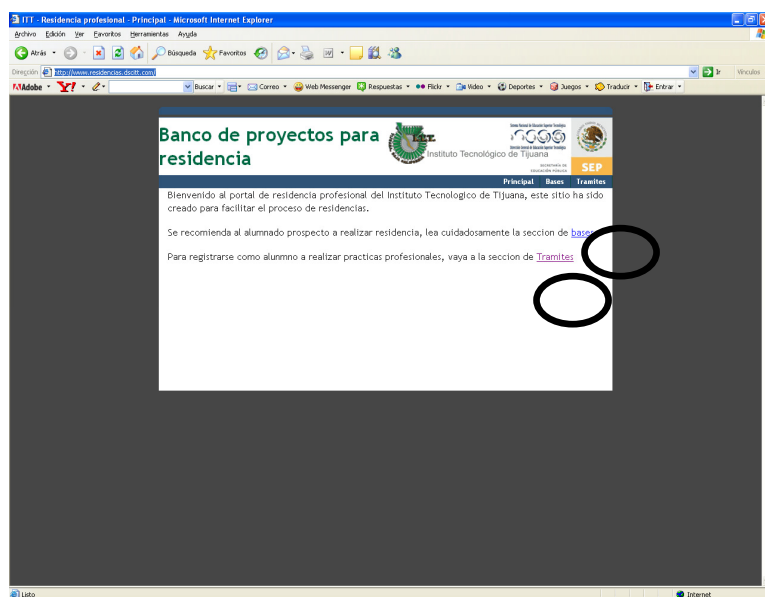 ITT - Residencia profesional - Principal - Microsoft Internet Explorer
Archivo Edición Ver Favoritos Herramientas Ayuda
Atrás Búsqueda Favoritos
Dirección http://www.residencias.dsoitt.com/ Ir Vínculos
Adobe Y! Buscar Correo Web Messenger Respuestas Flickr Video Deportes Juegos Traducir Entrar
Banco de proyectos para
residencia
Instituto Tecnológico de Tijuana
SECRETARÍA DE
EDUCACIÓN PÚBLICA
SEP
Principal Bases Tramites
Bienvenido al portal de residencia profesional del Instituto Tecnologico de Tijuana, este sitio ha sido
creado para facilitar el proceso de residencias.
Se recomienda al alumnado prospecto a realizar residencia, lea cuidadosamente la seccion de bases
Para registrarse como alunmno a realizar practicas profesionales, vaya a la seccion de Tramites
Listo Internet